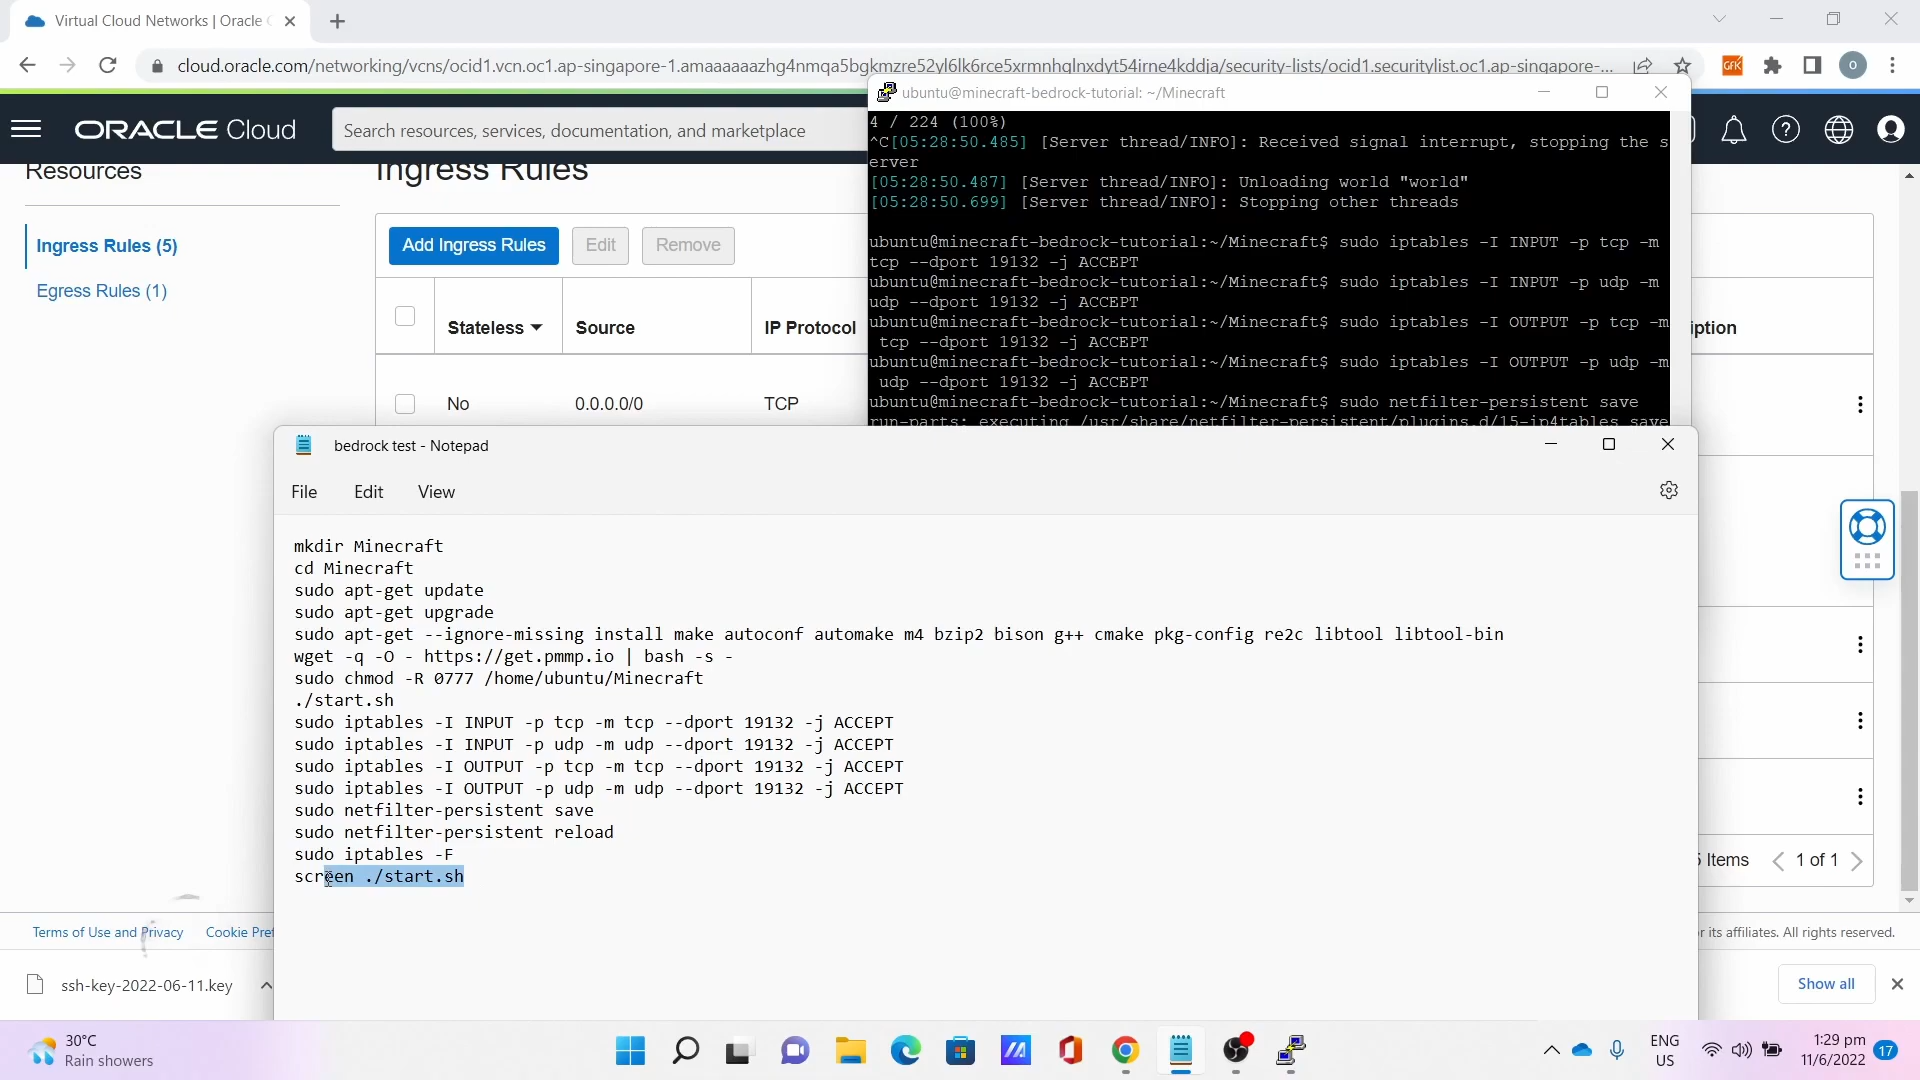 Virtual Cloud Networks | Oracle C
cloud.oracle.com/networking/vcns/ocid1.vcn.oc1.ap-singapore-1.amaaaaaazhg4nmqa5bgkmzre52yl6lk6rce5xrmnhqlnxdyt54irne4kddja/security-lists/ocid1.securitylist.oc1.ap-singapore-...
GFK
O
ORACLE Cloud
Search resources, services, documentation, and marketplace
Resources
Ingress Rules (5)
Egress Rules (1)
Ingress Rules
Add Ingress Rules
Edit
Remove
Stateless
Source
IP Protocol
iption
No
0.0.0.0/0
TCP
ubuntu@minecraft-bedrock-tutorial: ~/Minecraft
4 / 224 (100%)
^C[05:28:50.485] [Server thread/INFO]: Received signal interrupt, stopping the s
erver
[05:28:50.487] [Server thread/INFO]: Unloading world "world"
[05:28:50.699] [Server thread/INFO]: Stopping other threads
ubuntu@minecraft-bedrock-tutorial:~/Minecraft$ sudo iptables -I INPUT -p tcp -m
tcp --dport 19132 -j ACCEPT
ubuntu@minecraft-bedrock-tutorial:~/Minecraft$ sudo iptables -I INPUT -p udp -m
udp --dport 19132 -j ACCEPT
ubuntu@minecraft-bedrock-tutorial:~/Minecraft$ sudo iptables -I OUTPUT -p tcp -m
tcp --dport 19132 -j ACCEPT
ubuntu@minecraft-bedrock-tutorial:~/Minecraft$ sudo iptables -I OUTPUT -p udp -m
udp --dport 19132 -j ACCEPT
ubuntu@minecraft-bedrock-tutorial:~/Minecraft$ sudo netfilter-persistent save
run-parts: executing /usr/share/netfilter-persistent/plugins.d/15-ip4tables save
bedrock test - Notepad
File
Edit
View
mkdir Minecraft
cd Minecraft
sudo apt-get update
sudo apt-get upgrade
sudo apt-get --ignore-missing install make autoconf automake m4 bzip2 bison g++ cmake pkg-config re2c libtool libtool-bin
wget -q -O - https://get.pmmp.io | bash -s -
sudo chmod -R 0777 /home/ubuntu/Minecraft
./start.sh
sudo iptables -I INPUT -p tcp -m tcp --dport 19132 -j ACCEPT
sudo iptables -I INPUT -p udp -m udp --dport 19132 -j ACCEPT
sudo iptables -I OUTPUT -p tcp -m tcp --dport 19132 -j ACCEPT
sudo iptables -I OUTPUT -p udp -m udp --dport 19132 -j ACCEPT
sudo netfilter-persistent save
sudo netfilter-persistent reload
sudo iptables -F
screen ./start.sh
5 Items
1 of 1
Terms of Use and Privacy
Cookie Pref
r its affiliates. All rights reserved.
ssh-key-2022-06-11.key
Show all
30°C
Rain showers
ENG
US
1:29 pm
11/6/2022
17